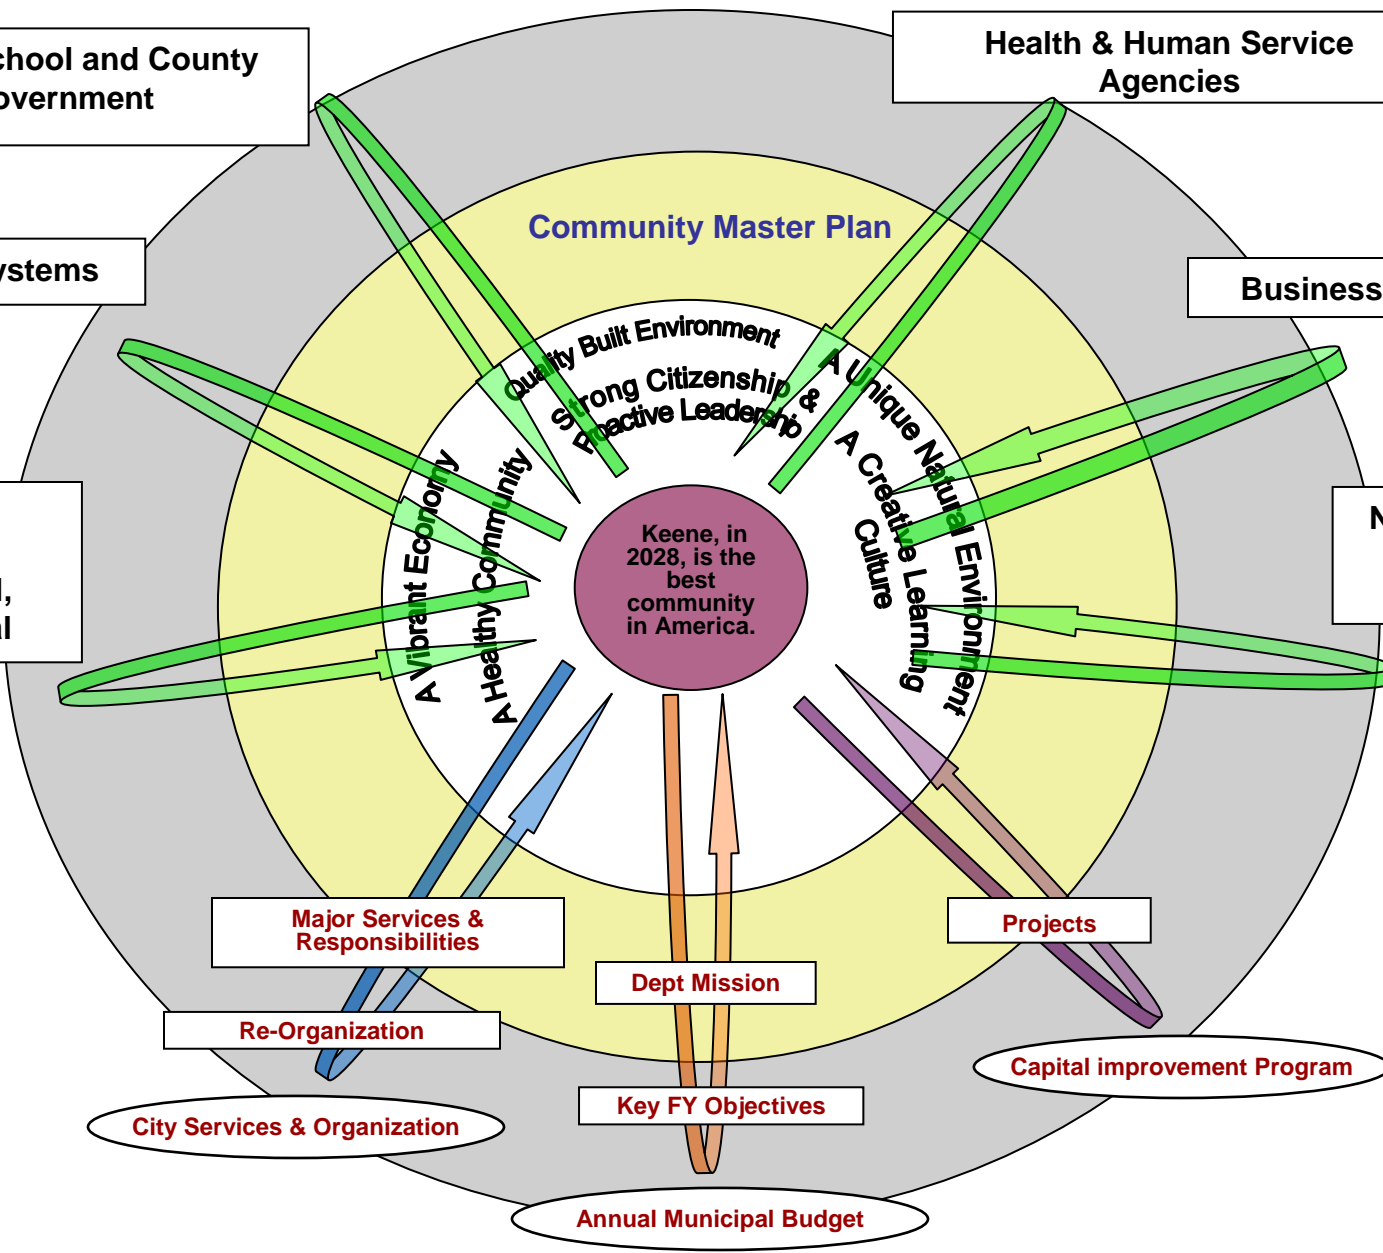 chool and County
overnment
Health & Human Service
Agencies
Community Master Plan
ystems
Business
Quality Built Environment
Strong Citizenship &
Proactive Leadership
A Unique Natural Environment
A Creative Learning
Culture
A Vibrant Economy
A Healthy Community
N
l,
al
Keene, in
2028, is the
best
community
in America.
Major Services &
Responsibilities
Projects
Dept Mission
Re-Organization
Capital improvement Program
Key FY Objectives
City Services & Organization
Annual Municipal Budget